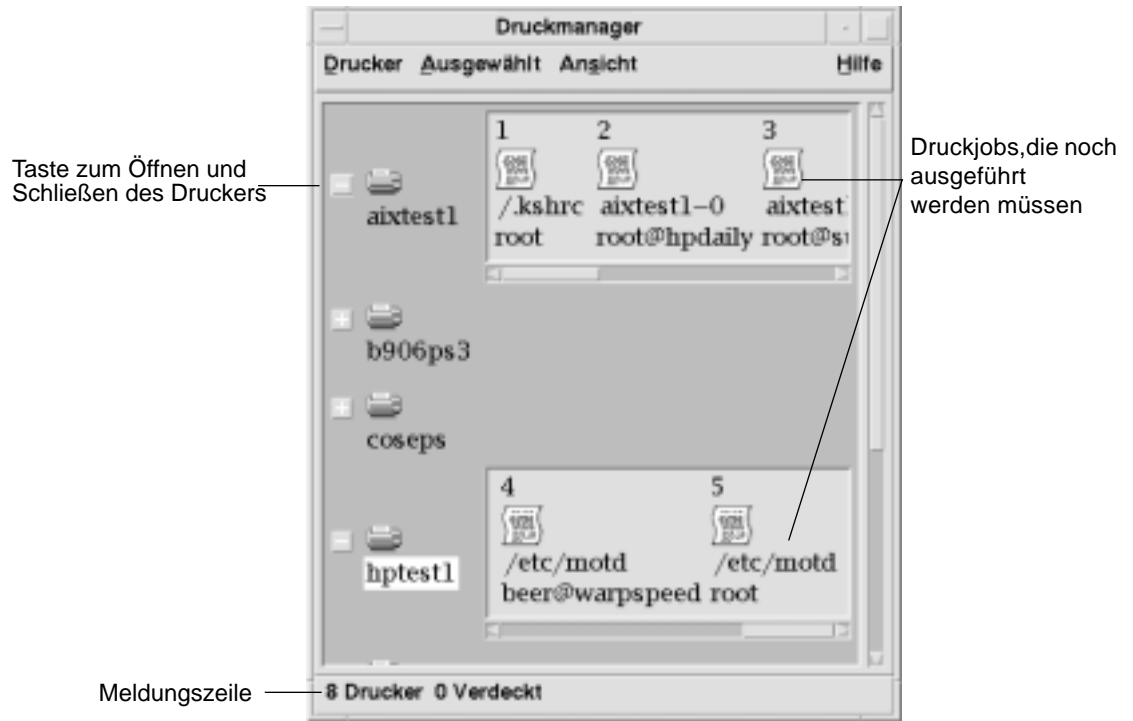 Druckmanager
Drucker Ausgewählt Ansicht Hilfe
Taste zum Öffnen und
Schließen des Druckers
aixtest1
1 2 3
/.kshrc aixtest1-0 aixtest
root root@hpdaily
Druckjobs,die noch
ausgeführt
werden müssen
b906ps3
coseps
hptest1
4 5
/etc/motd /etc/motd
beer@warpspeed root
Meldungszeile
8 Drucker 0 Verdeckt